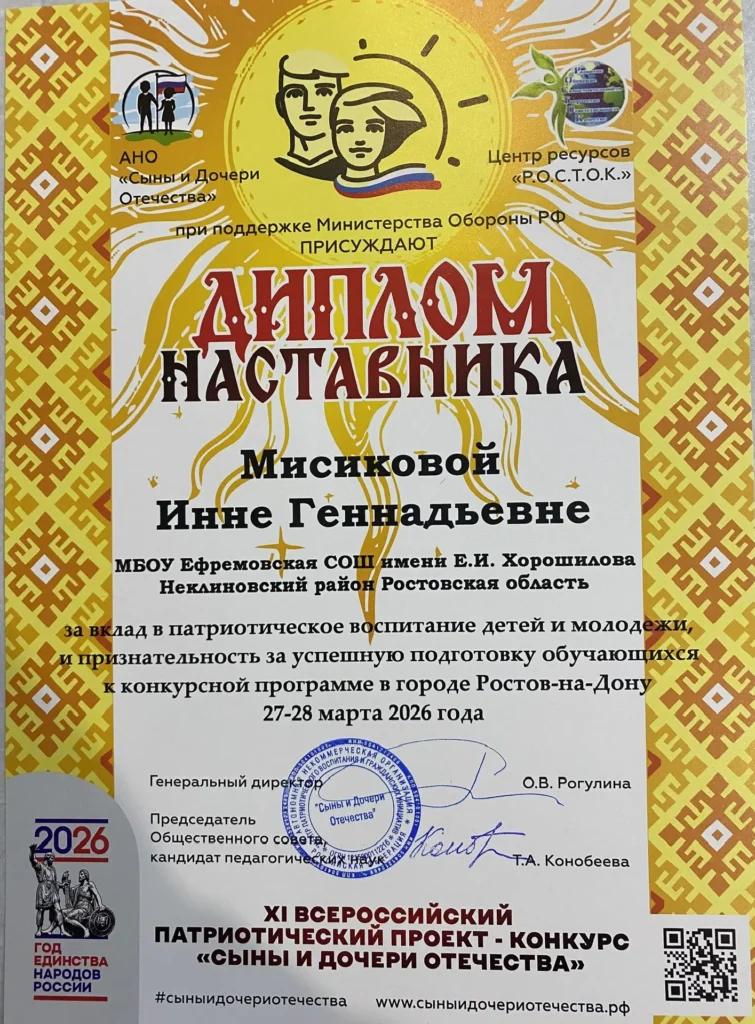 АНО
«Сыны и Дочери
Отечества»
Центр ресурсов
«Р.О.С.Т.О.К.»
при поддержке Министерства Обороны РФ
ПРИСУЖДАЮТ
ДИПЛОМ
НАСТАВНИКА
Мисиковой
Инне Геннадьевне
МБОУ Ефремовская СОШ имени Е.И. Хорошилова
Неклиновский район Ростовская область
за вклад в патриотическое воспитание детей и молодежи,
и признательность за успешную подготовку обучающихся
к конкурсной программе в городе Ростов-на-Дону
27-28 марта 2026 года
Генеральный директор
О.В. Рогулина
"Сыны и Дочери
Отечества"
Председатель
Общественного совета,
кандидат педагогических наук
Т.А. Конобеева
2026
ГОД
ЕДИНСТВА
НАРОДОВ
РОССИИ
XI ВСЕРОССИЙСКИЙ
ПАТРИОТИЧЕСКИЙ ПРОЕКТ - КОНКУРС
«СЫНЫ И ДОЧЕРИ ОТЕЧЕСТВА»
#сыныидочериотечества
www.сыныидочериотечества.рф